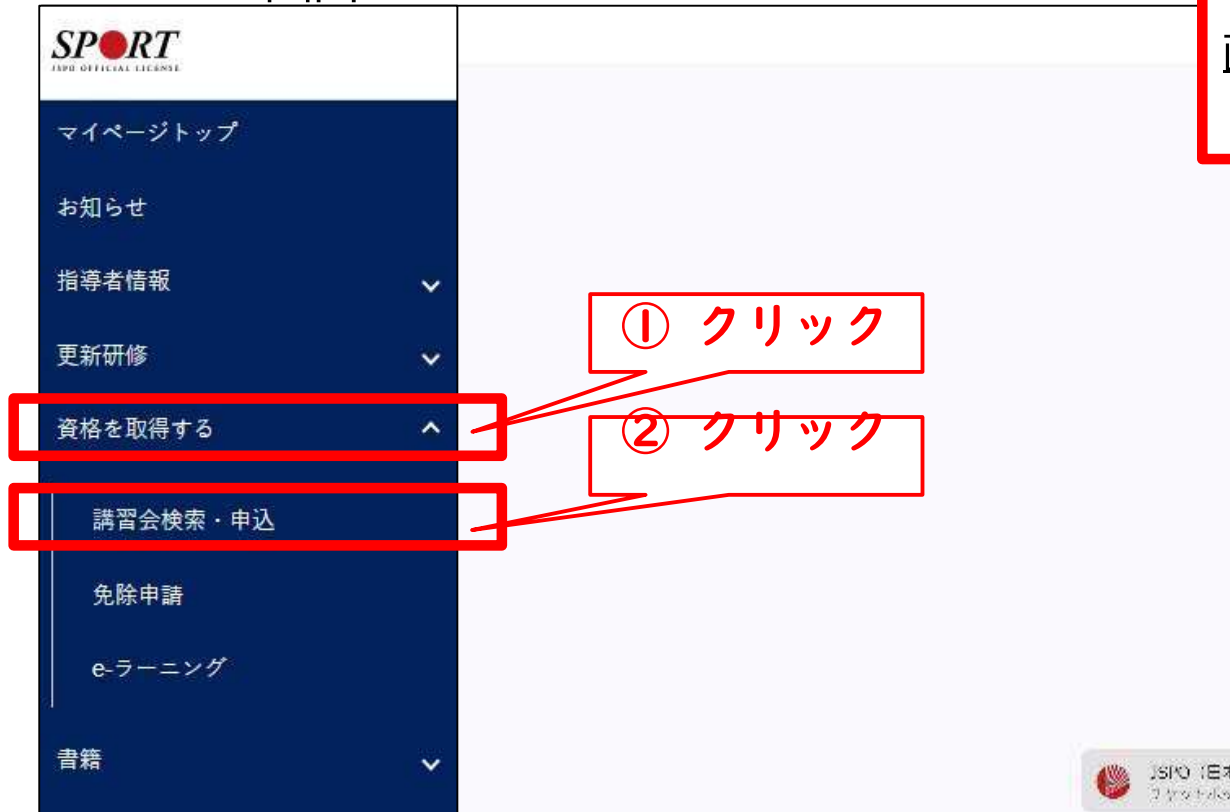 SPORT
JSPO OFFICIAL LICENSE
マイページトップ
お知らせ
指導者情報
更新研修
① クリック
資格を取得する
② クリック
講習会検索・申込
免除申請
e-ラーニング
書籍
JSPO（日本